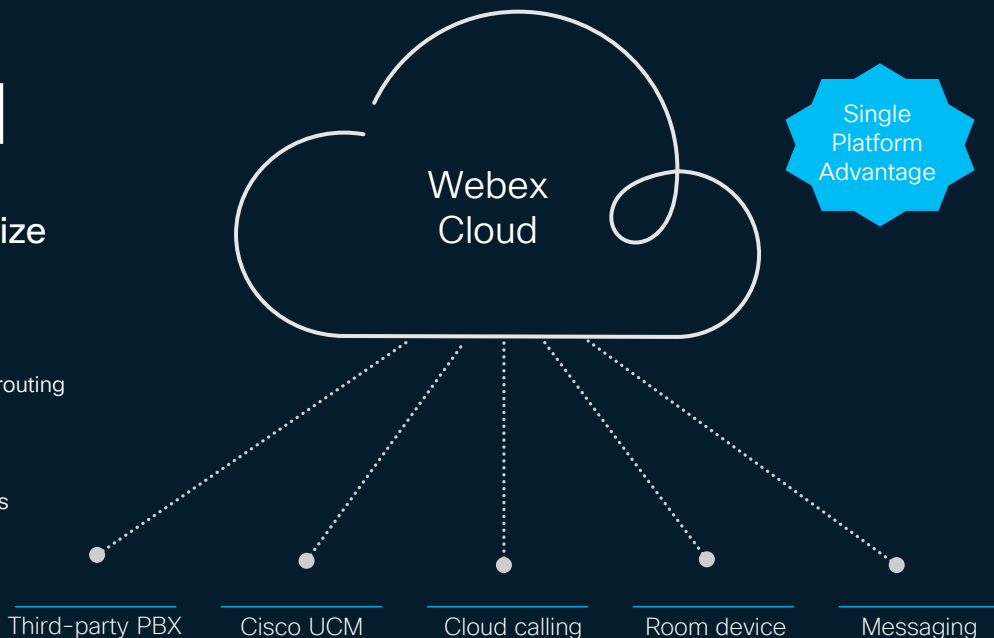 ize
routing
s
Webex
Cloud
Single
Platform
Advantage
Third-party PBX
Cisco UCM
Cloud calling
Room device
Messaging